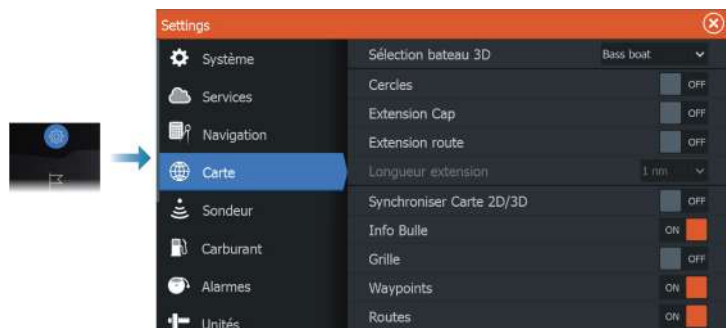 Settings
Système
Services
Navigation
Carte
Sondeur
Carburant
Alarmes
Unités
Sélection bateau 3D Bass boat
Cercles OFF
Extension Cap OFF
Extension route OFF
Longueur extension 1 nm
Synchroniser Carte 2D/3D OFF
Info Bulle ON
Grille OFF
Waypoints ON
Routes ON